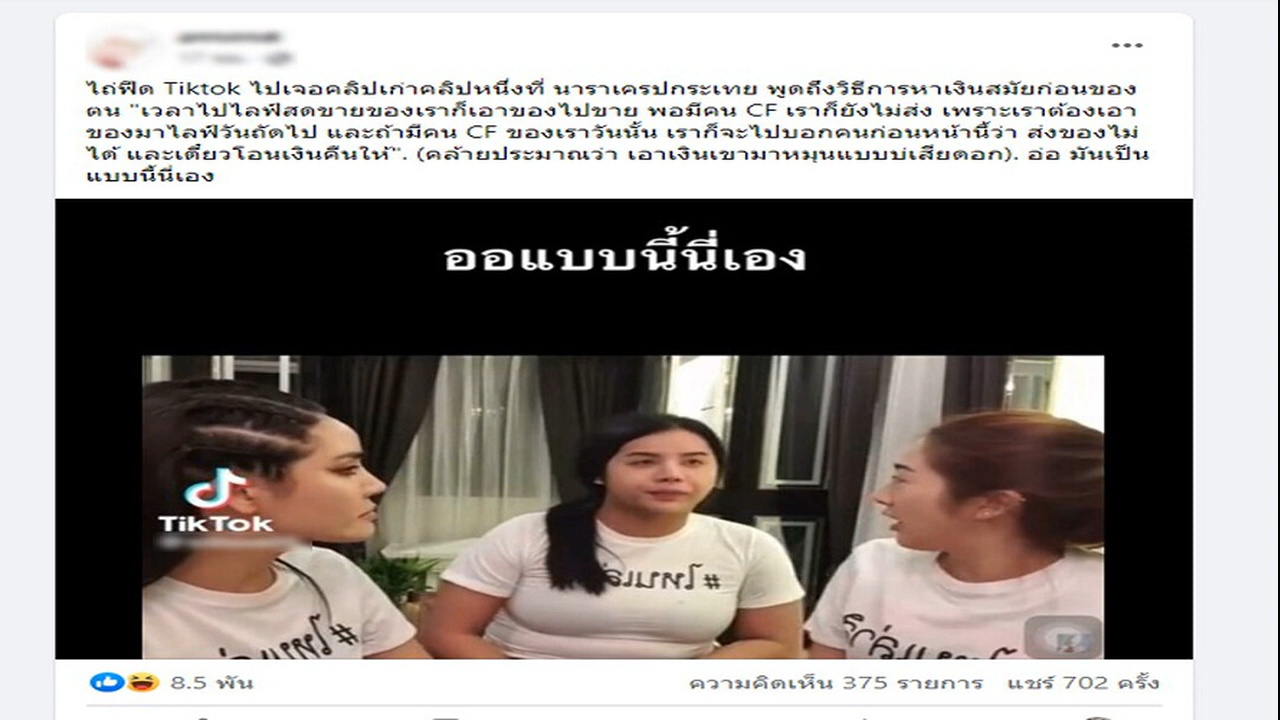 ไถ่ฟีด Tiktok ไปเจอคลิปเก่าคลิปหนึ่งที่ นาราเครปกระเทย พูดถึงวิธีการหาเงินสมัยก่อนของ
ตน "เวลาไปไลฟ์สดขายของเราก็เอาของไปขาย พอมีคน CF เราก็ยังไม่ส่ง เพราะเราต้องเอา
ของมาไลฟ์วันถัดไป และถ้ามีคน CF ของเราวันนั้น เราก็จะไปบอกคนก่อนหน้านี้ว่า ส่งของไม่
ได้ และเดี๋ยวโอนเงินคืนให้". (คล้ายประมาณว่า เอาเงินเขามาหมุนแบบบ่เสียดอก). อ่อ มันเป็น
แบบนี้นี่เอง
ออแบบนี้นี่เอง
TikTok
8.5 พัน
ความคิดเห็น 375 รายการ แชร์ 702 ครั้ง